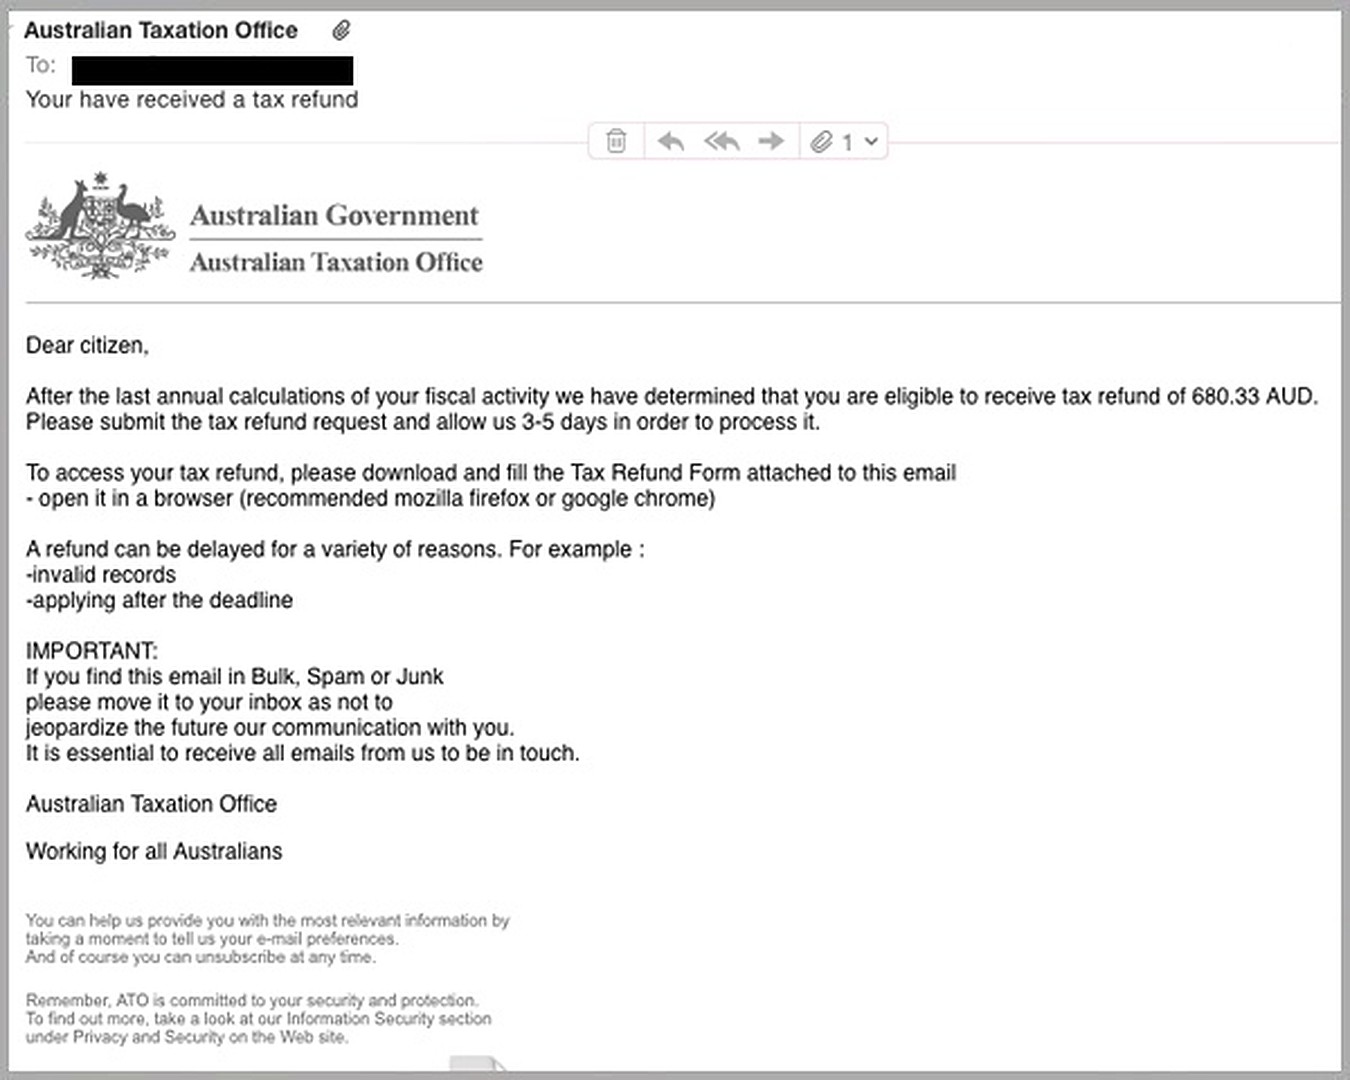 Australian Taxation Office
To:
Your have received a tax refund
1
Australian Government
Australian Taxation Office
Dear citizen,
After the last annual calculations of your fiscal activity we have determined that you are eligible to receive tax refund of 680.33 AUD.
Please submit the tax refund request and allow us 3-5 days in order to process it.
To access your tax refund, please download and fill the Tax Refund Form attached to this email
- open it in a browser (recommended mozilla firefox or google chrome)
A refund can be delayed for a variety of reasons. For example :
-invalid records
-applying after the deadline
IMPORTANT:
If you find this email in Bulk, Spam or Junk
please move it to your inbox as not to
jeopardize the future our communication with you.
It is essential to receive all emails from us to be in touch.
Australian Taxation Office
Working for all Australians
You can help us provide you with the most relevant information by
taking a moment to tell us your e-mail preferences.
And of course you can unsubscribe at any time.
Remember, ATO is committed to your security and protection.
To find out more, take a look at our Information Security section
under Privacy and Security on the Web site.